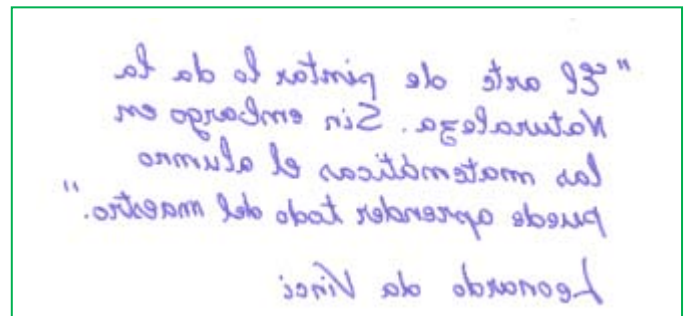 "El arte de pintar lo da la
Naturaleza. Sin embargo en
las matemáticas el alumno
puede aprender todo del maestro."
Leonardo da Vinci